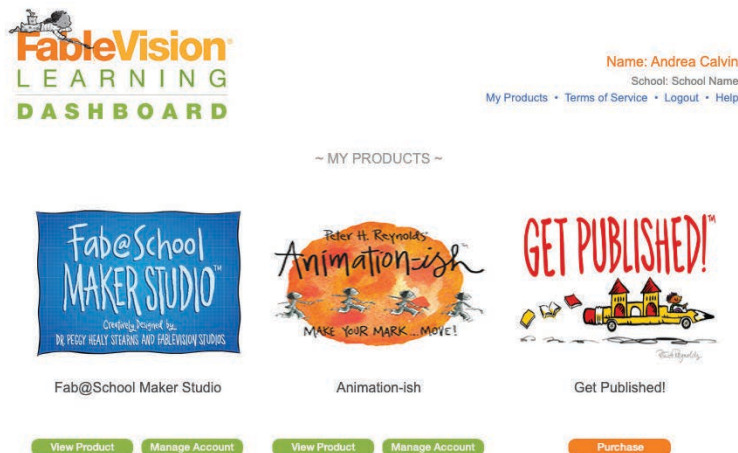 FableVision®
LEARNING
DASHBOARD
Name: Andrea Calvin
School: School Name
My Products • Terms of Service • Logout • Help
~ MY PRODUCTS ~
Fab@School
MAKER STUDIO™
Creatively Designed by
DR. PEGGY HEALY STEARNS AND FABLEVISION STUDIOS
Peter H. Reynolds'
Animation-ish
MAKE YOUR MARK... MOVE!
GET PUBLISHED!™
Fab@School Maker Studio
Animation-ish
Get Published!
View Product
Manage Account
View Product
Manage Account
Purchase